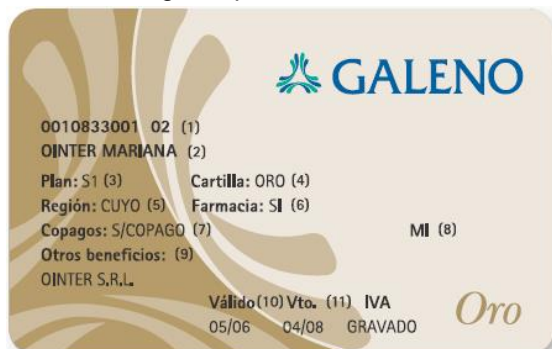 GALENO
0010833001 02 (1)
OINTER MARIANA (2)
Plan: S1 (3) Cartilla: ORO (4)
Región: CUYO (5) Farmacia: SI (6)
Copagos: S/COPAGO (7) MI (8)
Otros beneficios: (9)
OINTER S.R.L.
Válido (10) Vto. (11) IVA
05/06 04/08 GRAVADO
Oro